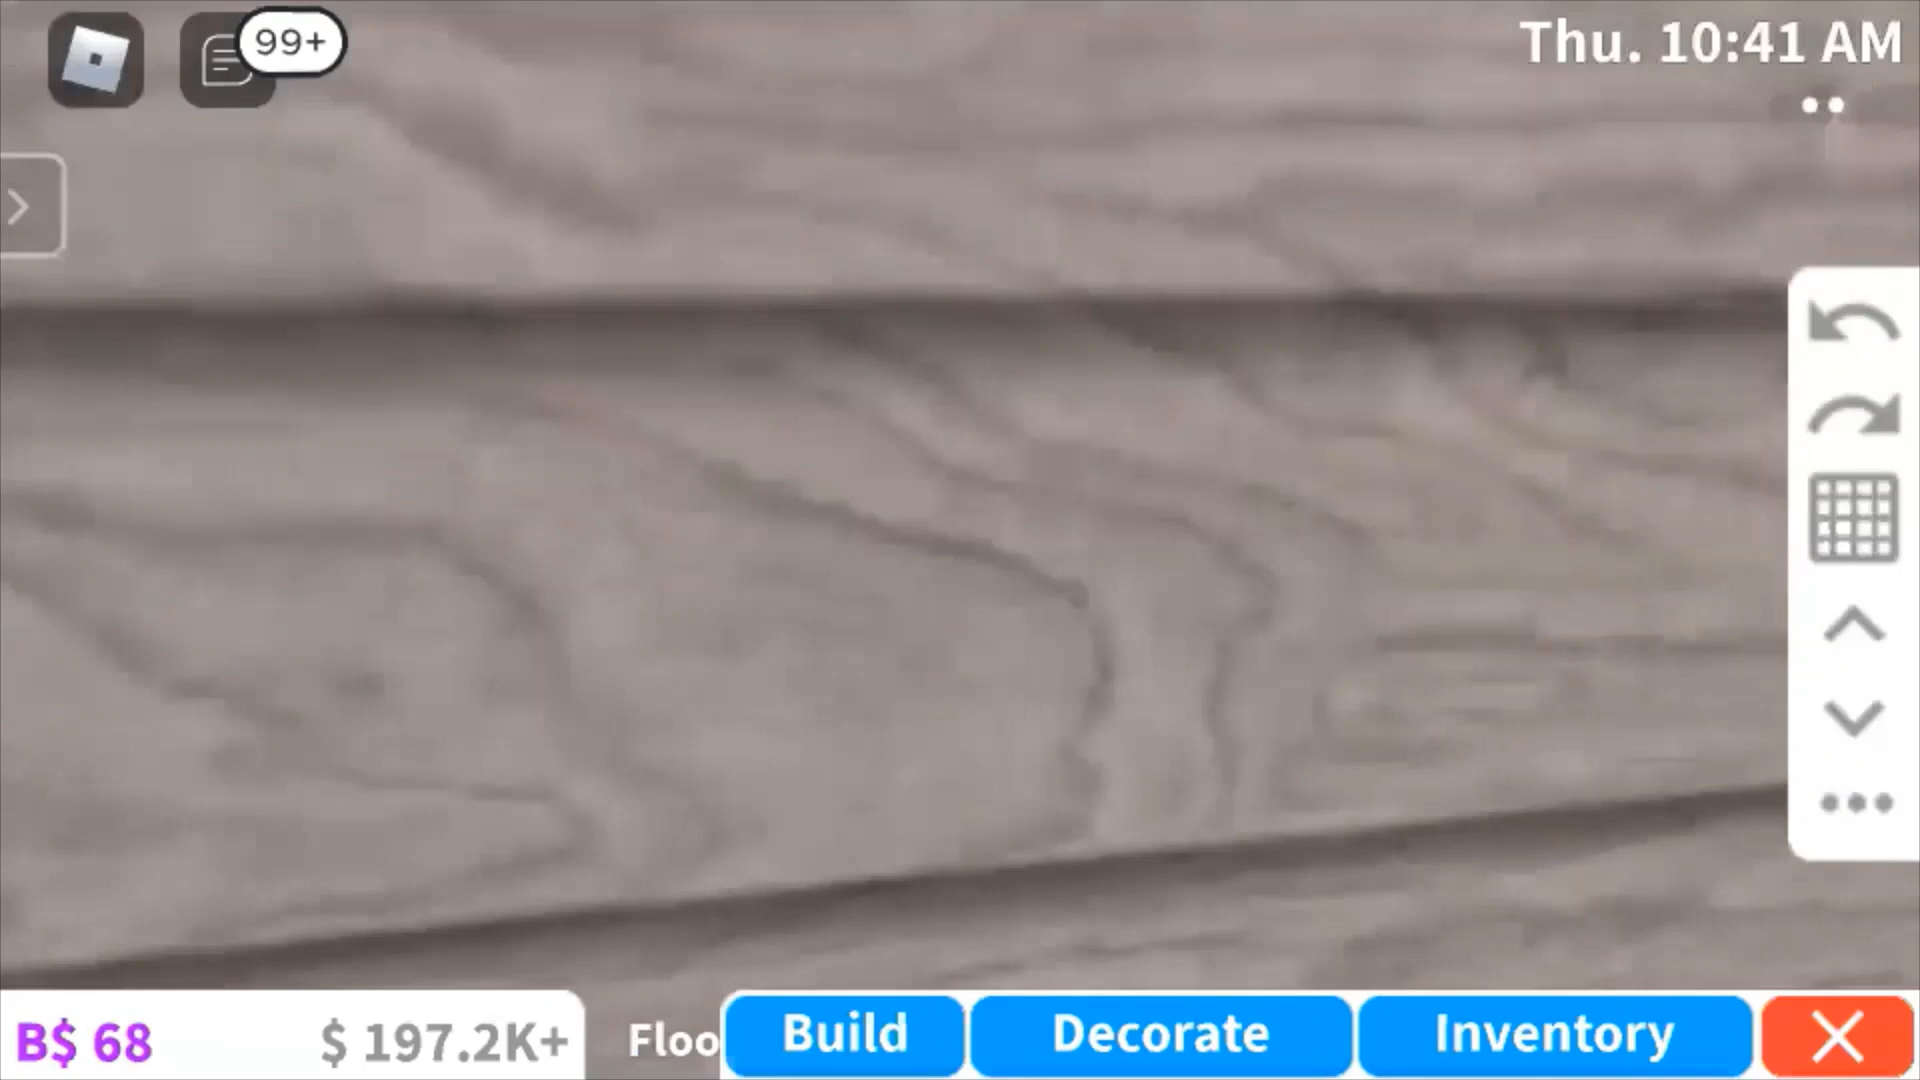 99+
Thu. 10:41 AM
B$ 68
$ 197.2K+
Floo
Build
Decorate
Inventory